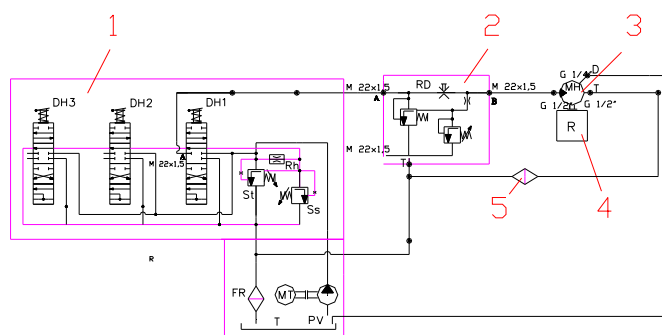 1
2
3
DH3
DH2
DH1
M 22x1,5
A
RD
M 22x1,5
B
G 1/4"
D
MH
T
G 1/2"
G 1/2"
R
4
M 22x1,5
A
M 22x1,5
T
Rh
St
Ss
5
R
FR
MT
T
PV